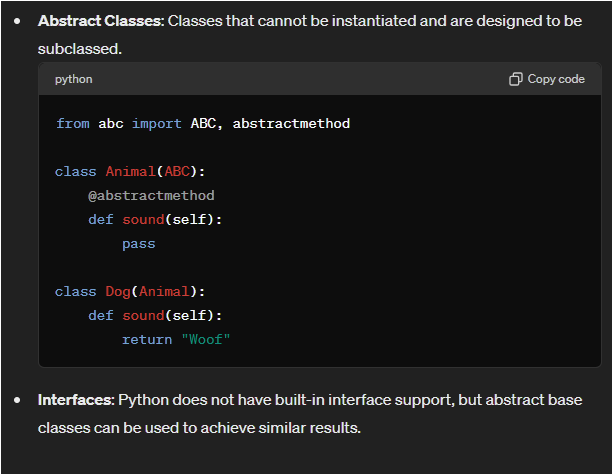 • Abstract Classes: Classes that cannot be instantiated and are designed to be
subclassed.
python
Copy code
from abc import ABC, abstractmethod
class Animal(ABC):
    @abstractmethod
    def sound(self):
        pass
class Dog(Animal):
    def sound(self):
        return "Woof"
• Interfaces: Python does not have built-in interface support, but abstract base
classes can be used to achieve similar results.